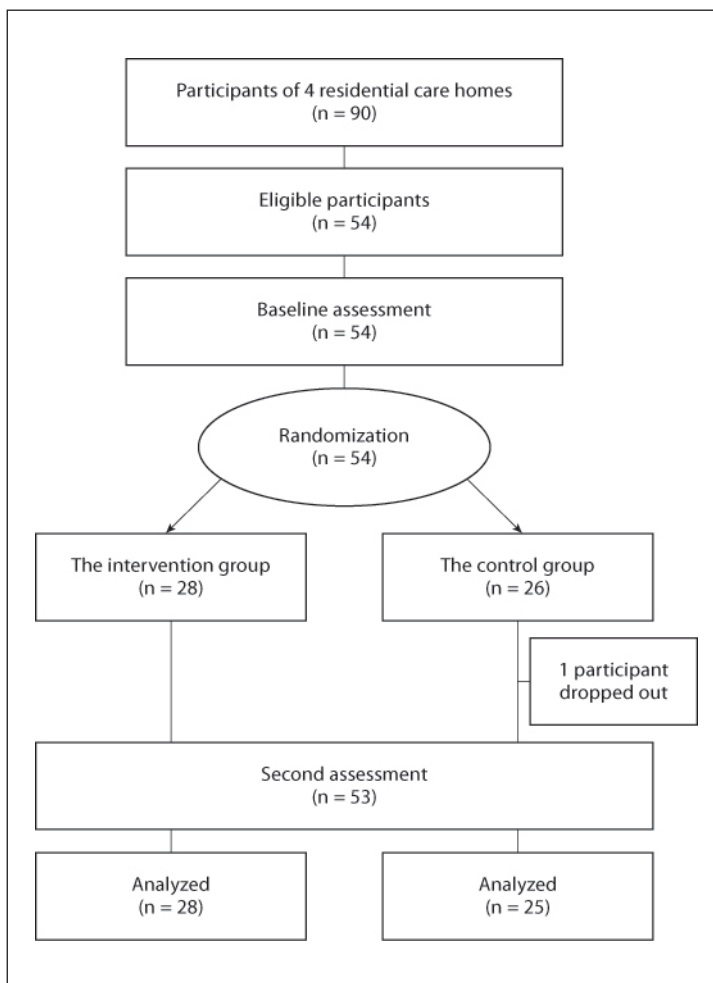 Participants of 4 residential care homes
(n = 90)
Eligible participants
(n = 54)
Baseline assessment
(n = 54)
Randomization
(n = 54)
The intervention group
(n = 28)
The control group
(n = 26)
1 participant
dropped out
Second assessment
(n = 53)
Analyzed
(n = 28)
Analyzed
(n = 25)